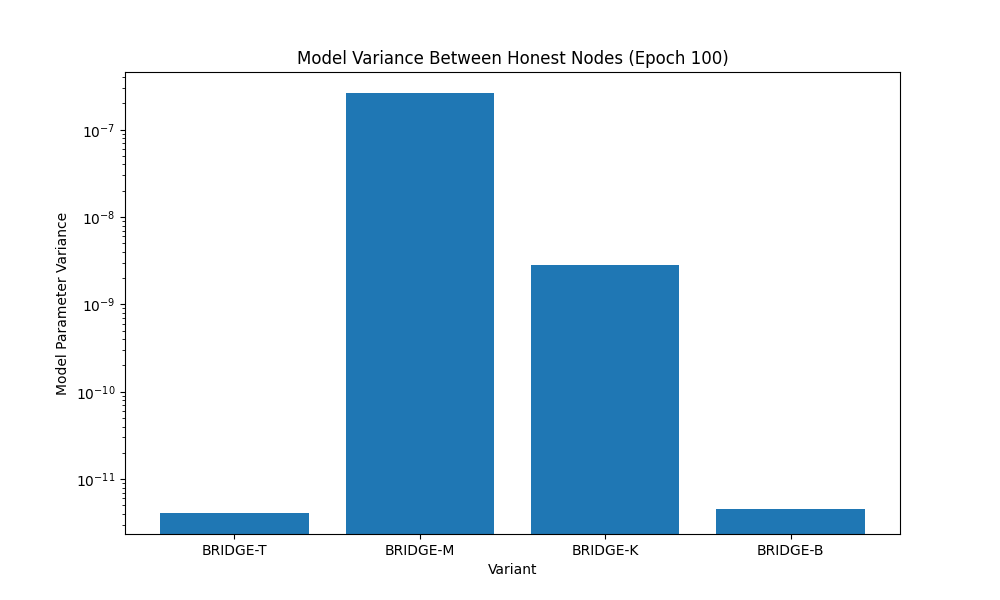 Model Variance Between Honest Nodes (Epoch 100)
Model Parameter Variance
10⁻⁷
10⁻⁸
10⁻⁹
10⁻¹⁰
10⁻¹¹
BRIDGE-T BRIDGE-M BRIDGE-K BRIDGE-B
Variant